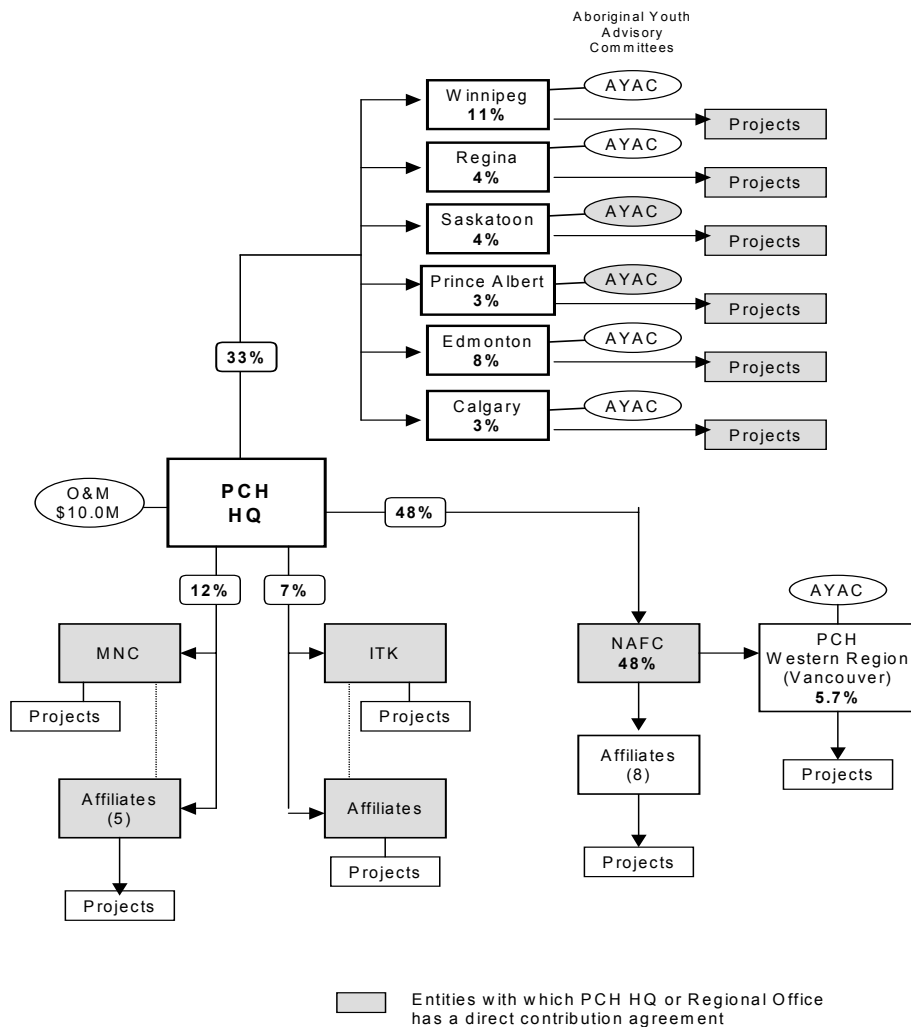 Aboriginal Youth
Advisory
Committees
Winnipeg
11%
AYAC
Projects
Regina
4%
AYAC
Projects
Saskatoon
4%
AYAC
Projects
Prince Albert
3%
AYAC
Projects
Edmonton
8%
AYAC
Projects
Calgary
3%
AYAC
Projects
33%
O&M
$10.0M
PCH
HQ
48%
12%
7%
MNC
Projects
Affiliates
(5)
Projects
ITK
Projects
Affiliates
Projects
NAFC
48%
Affiliates
(8)
Projects
AYAC
PCH
Western Region
(Vancouver)
5.7%
Projects
Entities with which PCH HQ or Regional Office
has a direct contribution agreement